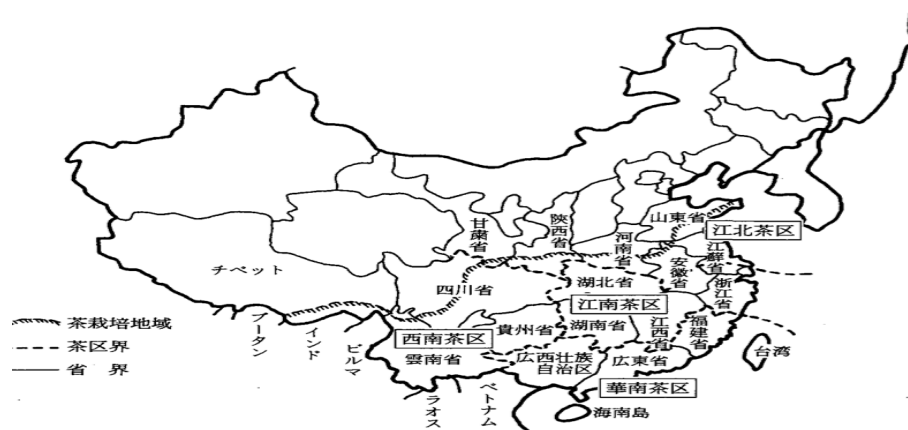 甘粛省
陝西省
山東省
河南省
江北茶区
江蘇省
安徽省
チベット
四川省
湖北省
浙江省
江南茶区
茶栽培地域
茶区界
省界
ブータン
インド
ビルマ
西南茶区
貴州省
湖南省
江西省
福建省
雲南省
広西壮族
自治区
広東省
台湾
華南茶区
ラオス
ベトナム
海南島